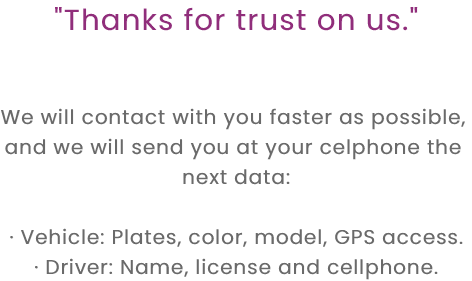 "Thanks for trust on us."
We will contact with you faster as possible,
and we will send you at your celphone the
next data:
· Vehicle: Plates, color, model, GPS access.
· Driver: Name, license and cellphone.